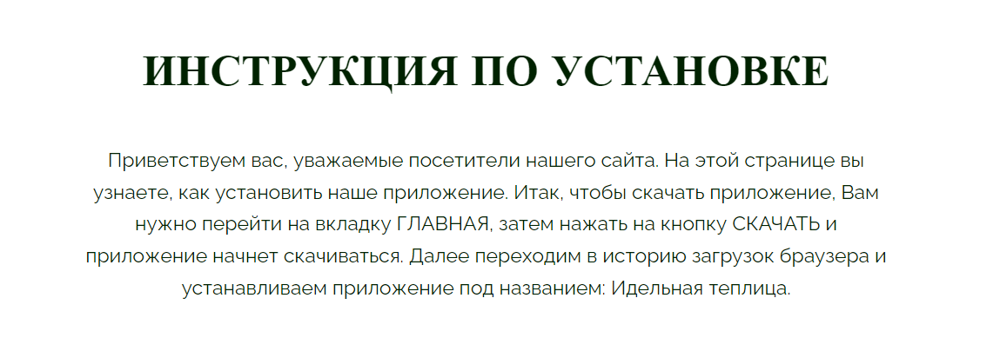 ИНСТРУКЦИЯ ПО УСТАНОВКЕ
Приветствуем вас, уважаемые посетители нашего сайта. На этой странице вы
узнаете, как установить наше приложение. Итак, чтобы скачать приложение, Вам
нужно перейти на вкладку ГЛАВНАЯ, затем нажать на кнопку СКАЧАТЬ и
приложение начнет скачиваться. Далее переходим в историю загрузок браузера и
устанавливаем приложение под названием: Идельная теплица.